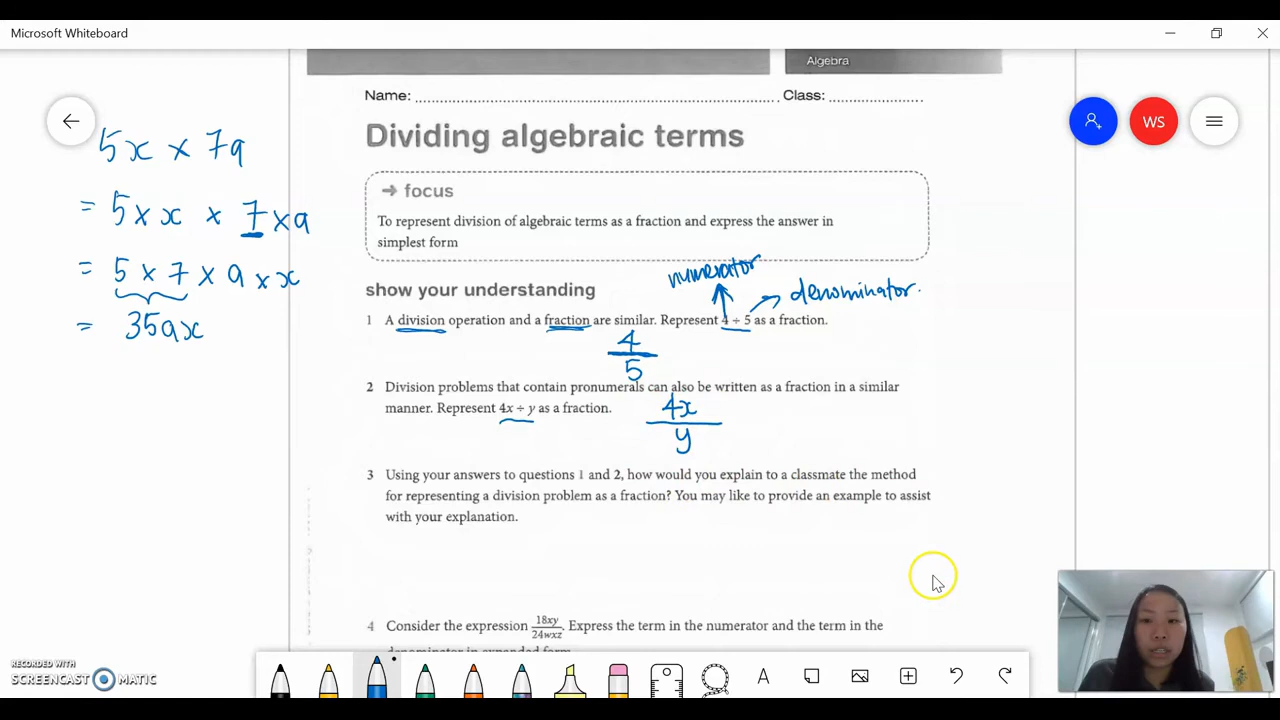 Microsoft Whiteboard
Algebra
Name: Class:
Dividing algebraic terms
➔ focus
To represent division of algebraic terms as a fraction and express the answer in
simplest form
show your understanding
1 A division operation and a fraction are similar. Represent 4 ÷ 5 as a fraction.
numerator
denominator.
4
5
2 Division problems that contain pronumerals can also be written as a fraction in a similar
manner. Represent 4x ÷ y as a fraction.
4x
y
3 Using your answers to questions 1 and 2, how would you explain to a classmate the method
for representing a division problem as a fraction? You may like to provide an example to assist
with your explanation.
4 Consider the expression 18xy/24wxz. Express the term in the numerator and the term in the
denominator in expanded form.
5x × 7a
= 5 × x × 7 × a
= 5 × 7 × a × x
= 35ax
WS
A
RECORDED WITH
SCREENCAST MATIC